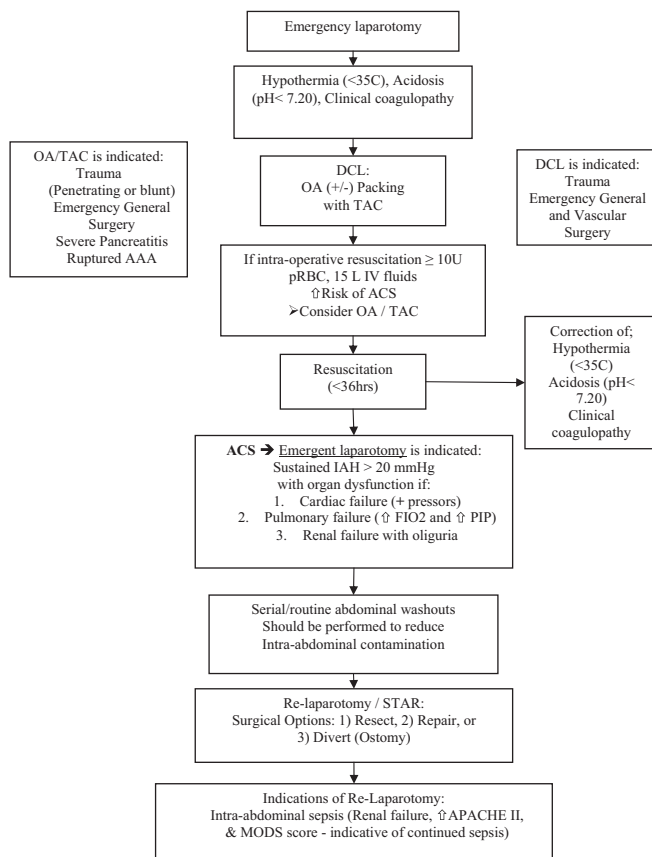 Emergency laparotomy
Hypothermia (<35C), Acidosis
(pH< 7.20), Clinical coagulopathy
OA/TAC is indicated:
Trauma
(Penetrating or blunt)
Emergency General
Surgery
Severe Pancreatitis
Ruptured AAA
DCL:
OA (+/-) Packing
with TAC
DCL is indicated:
Trauma
Emergency General
and Vascular
Surgery
If intra-operative resuscitation ≥ 10U
pRBC, 15 L IV fluids
⇧Risk of ACS
➢Consider OA / TAC
Resuscitation
(<36hrs)
Correction of;
Hypothermia
(<35C)
Acidosis (pH<
7.20)
Clinical
coagulopathy
ACS ➔ Emergent laparotomy is indicated:
Sustained IAH > 20 mmHg
with organ dysfunction if:
1. Cardiac failure (+ pressors)
2. Pulmonary failure (⇧ FIO2 and ⇧ PIP)
3. Renal failure with oliguria
Serial/routine abdominal washouts
Should be performed to reduce
Intra-abdominal contamination
Re-laparotomy / STAR:
Surgical Options: 1) Resect, 2) Repair, or
3) Divert (Ostomy)
Indications of Re-Laparotomy:
Intra-abdominal sepsis (Renal failure, ⇧APACHE II,
& MODS score - indicative of continued sepsis)